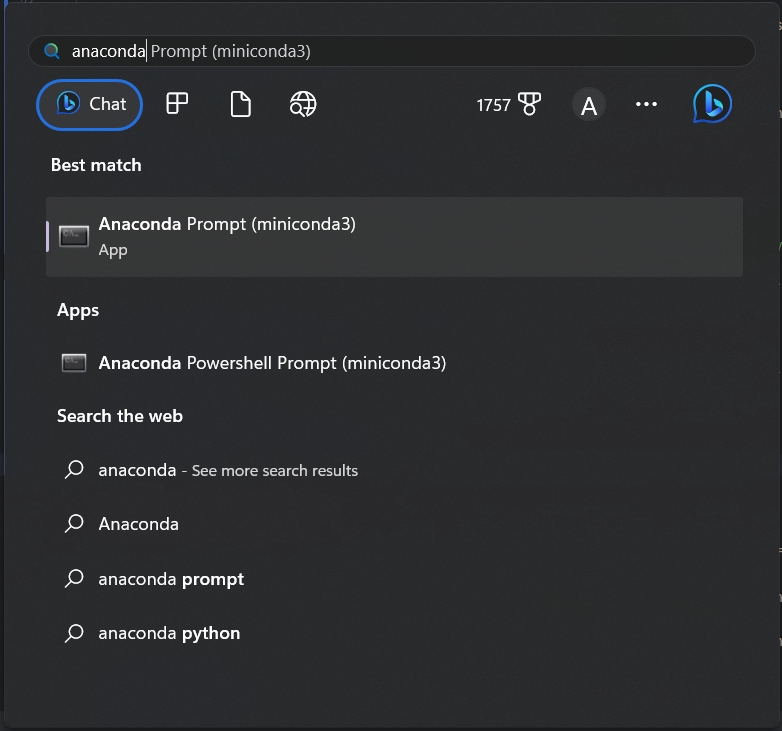 anaconda Prompt (miniconda3)
Chat
1757
A
Best match
Anaconda Prompt (miniconda3)
App
Apps
Anaconda Powershell Prompt (miniconda3)
Search the web
anaconda - See more search results
Anaconda
anaconda prompt
anaconda python